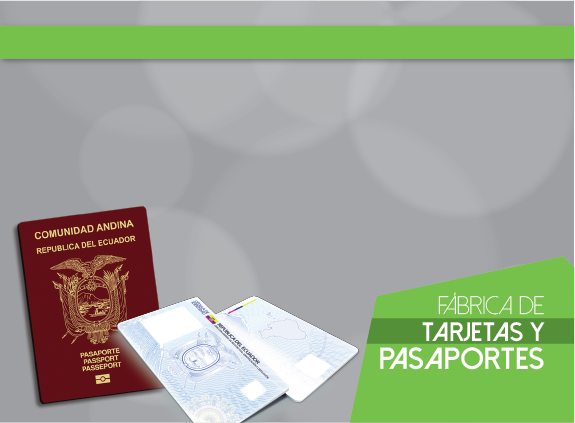 COMUNIDAD ANDINA
REPUBLICA DEL ECUADOR
PASAPORTE
PASSPORT
PASSEPORT
REPÚBLICA DEL ECUADOR
FÁBRICA DE
TARJETAS Y
PASAPORTES